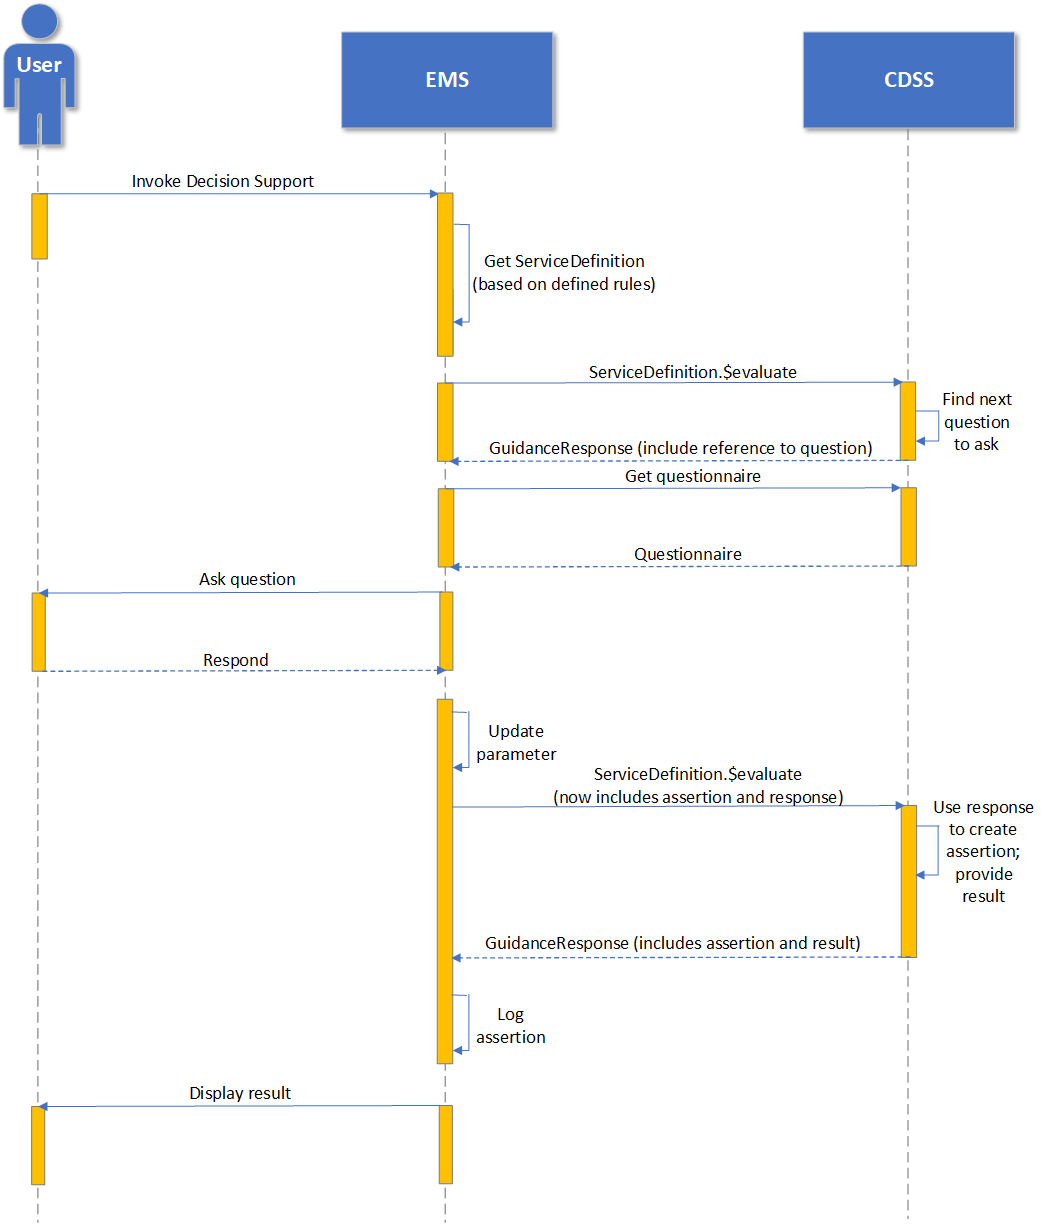 User
EMS
CDSS
Invoke Decision Support
Get ServiceDefinition
(based on defined rules)
ServiceDefinition.$evaluate
Find next
question
to ask
GuidanceResponse (include reference to question)
Get questionnaire
Questionnaire
Ask question
Respond
Update
parameter
ServiceDefinition.$evaluate
(now includes assertion and response)
Use response
to create
assertion;
provide
result
GuidanceResponse (includes assertion and result)
Log
assertion
Display result